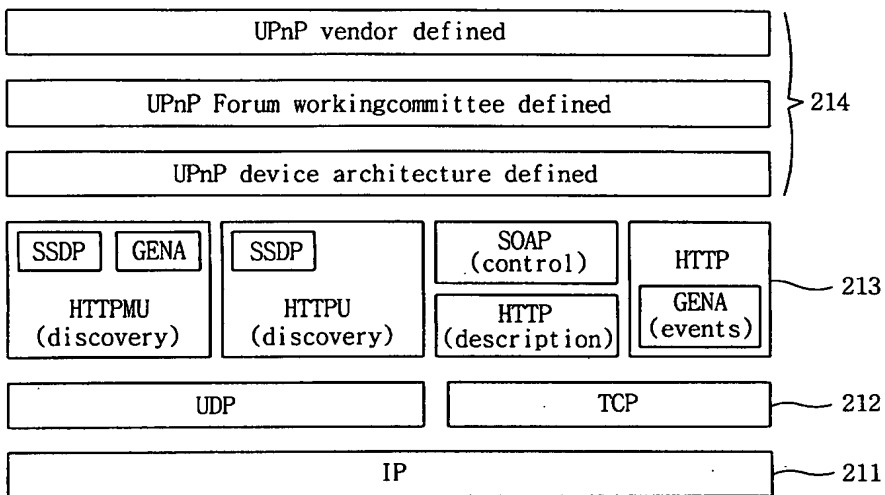 UPnP vendor defined
UPnP Forum workingcommittee defined
214
UPnP device architecture defined
SSDP
GENA
HTTPMU
(discovery)
SSDP
HTTPU
(discovery)
SOAP
(control)
HTTP
(description)
HTTP
GENA
(events)
213
UDP
TCP
212
IP
211